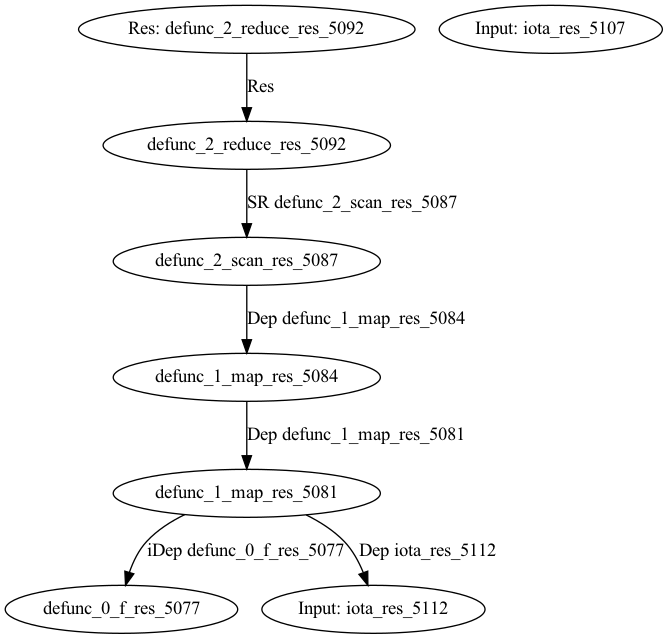 Res: defunc_2_reduce_res_5092
Input: iota_res_5107
Res
defunc_2_reduce_res_5092
SR defunc_2_scan_res_5087
defunc_2_scan_res_5087
Dep defunc_1_map_res_5084
defunc_1_map_res_5084
Dep defunc_1_map_res_5081
defunc_1_map_res_5081
iDep defunc_0_f_res_5077
Dep iota_res_5112
defunc_0_f_res_5077
Input: iota_res_5112